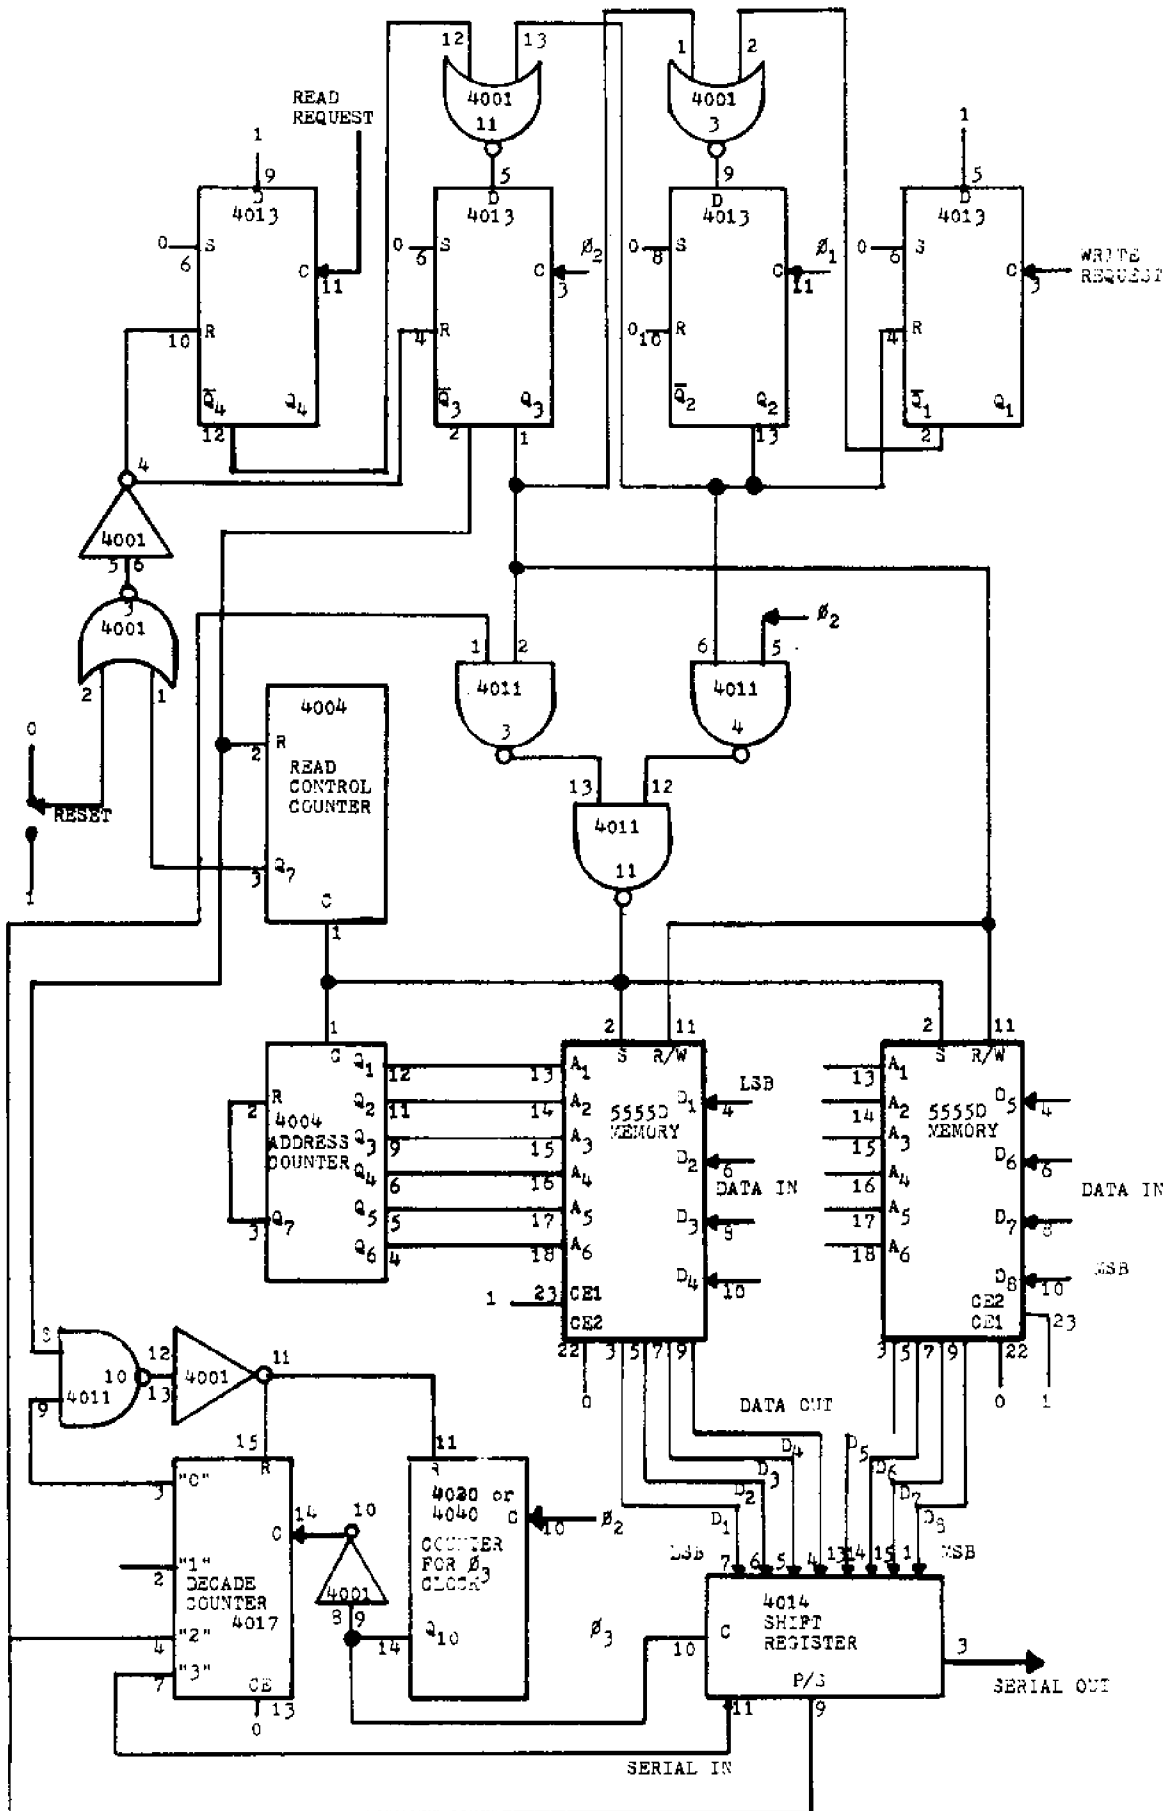 12 13 1 2
4001 11
4001 3
READ REQUEST
1 9 D 4013
0 S 6
C 11
R 10
Q̅4 Q4
12
5 D 4013
0 S 6
C 3 Ø2
R 4
Q̅3 Q3
2 1
9 D 4013
0 S 8
C 11 Ø1
0 R 10
Q̅2 Q2
13
1 5 D 4013
0 S 6
C 3
WRITE REQUEST
R 4
Q̅1 Q1
2
4
4001
5 6
3
4001
2 1
0
RESET
1
4004
2 R
READ
CONTROL
COUNTER
3 Q7
C
1
1 2
4011
3
6 5
Ø2
4011
4
13 12
4011
11
1
C
R 2
4004
ADDRESS
COUNTER
Q7 3
Q1 12
Q2 11
Q3 9
Q4 6
Q5 5
Q6 4
2 11
S R/W
13 A1
14 A2
15 A3
16 A4
17 A5
18 A6
5555D
MEMORY
D1 4 LSB
D2 6
DATA IN
D3 8
D4 10
1 23 CE1
CE2
22 3 5 7 9
0
2 11
S R/W
13 A1
14 A2
15 A3
16 A4
17 A5
18 A6
5555D
MEMORY
D5 4
D6 6
DATA IN
D7 8
MSB
D8 10
CE2
CE1 23
3 5 7 9 22
0 1
8
9
4011
10
12
13
4001
11
15 R
3 "0"
2 "1"
DECADE
COUNTER
4017
4 "2"
7 "3"
CE
13
0
C 14
10
4001
8 9
11
R
4020 or
4040
C 10 Ø2
COUNTER
FOR Ø3
CLOCK
14 Q10
DATA OUT
D1 D2 D3 D4 D5 D6 D7 D8
LSB 7 6 5 4 13 14 15 1 MSB
4014
SHIFT
REGISTER
Ø3
10 C
P/S
11 9
3
SERIAL OUT
SERIAL IN